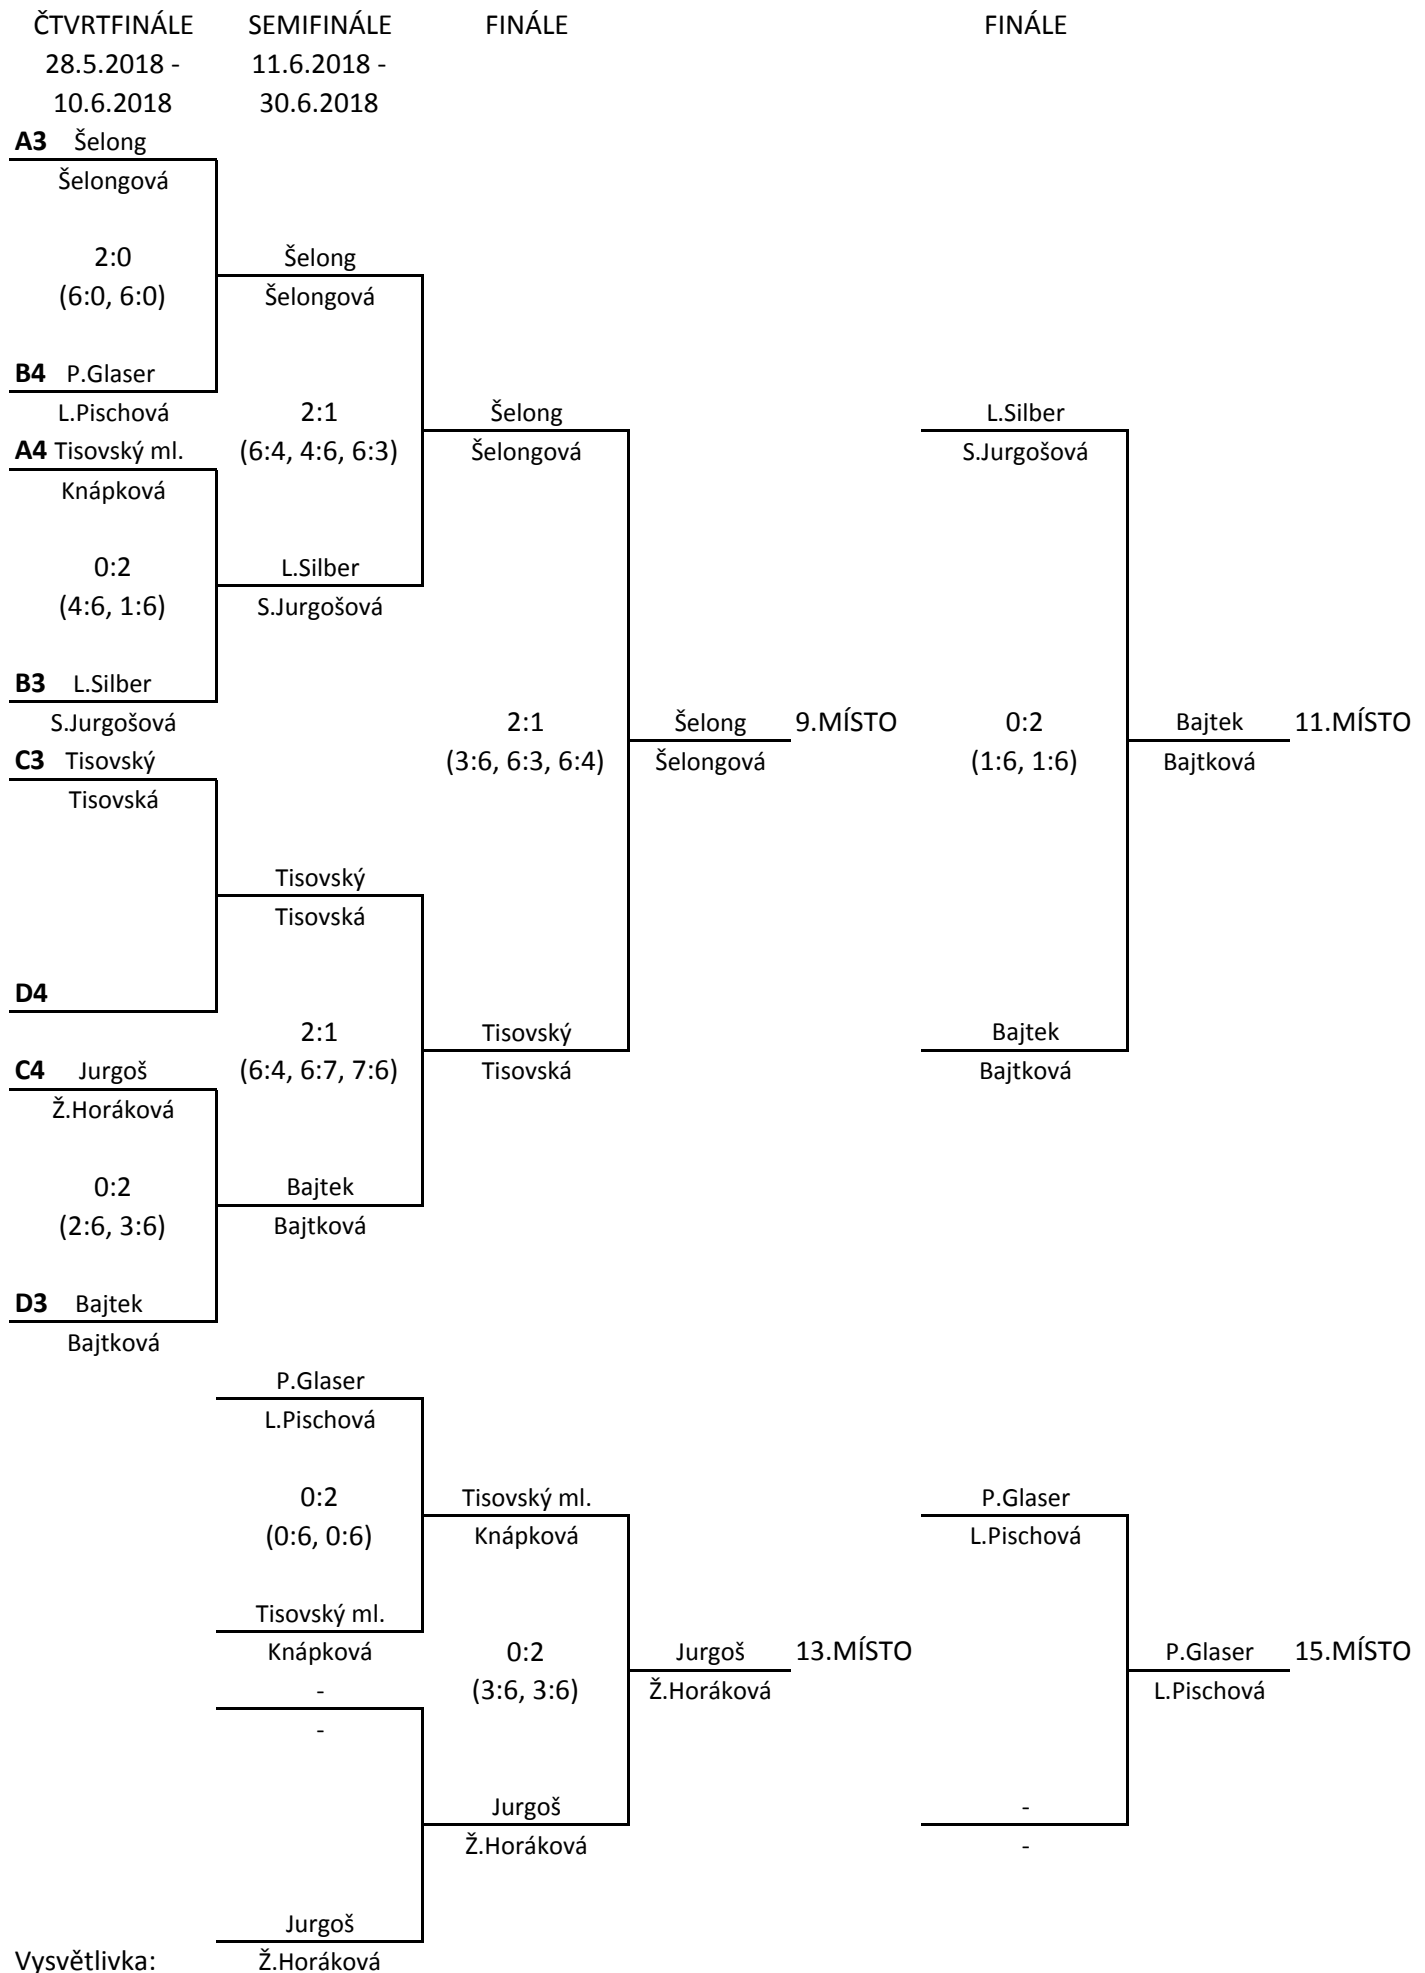 ČTVRTFINÁLE SEMIFINÁLE FINÁLE FINÁLE
28.5.2018 - 11.6.2018 -
10.6.2018 30.6.2018
A3 Šelong
Šelongová
2:0 Šelong
(6:0, 6:0) Šelongová
B4 P.Glaser
L.Pischová 2:1 Šelong L.Silber
A4 Tisovský ml. (6:4, 4:6, 6:3) Šelongová S.Jurgošová
Knápková
0:2 L.Silber
(4:6, 1:6) S.Jurgošová
B3 L.Silber
S.Jurgošová 2:1 Šelong 9.MÍSTO 0:2 Bajtek 11.MÍSTO
C3 Tisovský (3:6, 6:3, 6:4) Šelongová (1:6, 1:6) Bajtková
Tisovská
Tisovský
Tisovská
D4
2:1 Tisovský Bajtek
C4 Jurgoš (6:4, 6:7, 7:6) Tisovská Bajtková
Ž.Horáková
0:2 Bajtek
(2:6, 3:6) Bajtková
D3 Bajtek
Bajtková
P.Glaser
L.Pischová
0:2 Tisovský ml. P.Glaser
(0:6, 0:6) Knápková L.Pischová
Tisovský ml.
Knápková 0:2 Jurgoš 13.MÍSTO P.Glaser 15.MÍSTO
- (3:6, 3:6) Ž.Horáková L.Pischová
-
Jurgoš -
Ž.Horáková -
Jurgoš
Vysvětlivka: Ž.Horáková